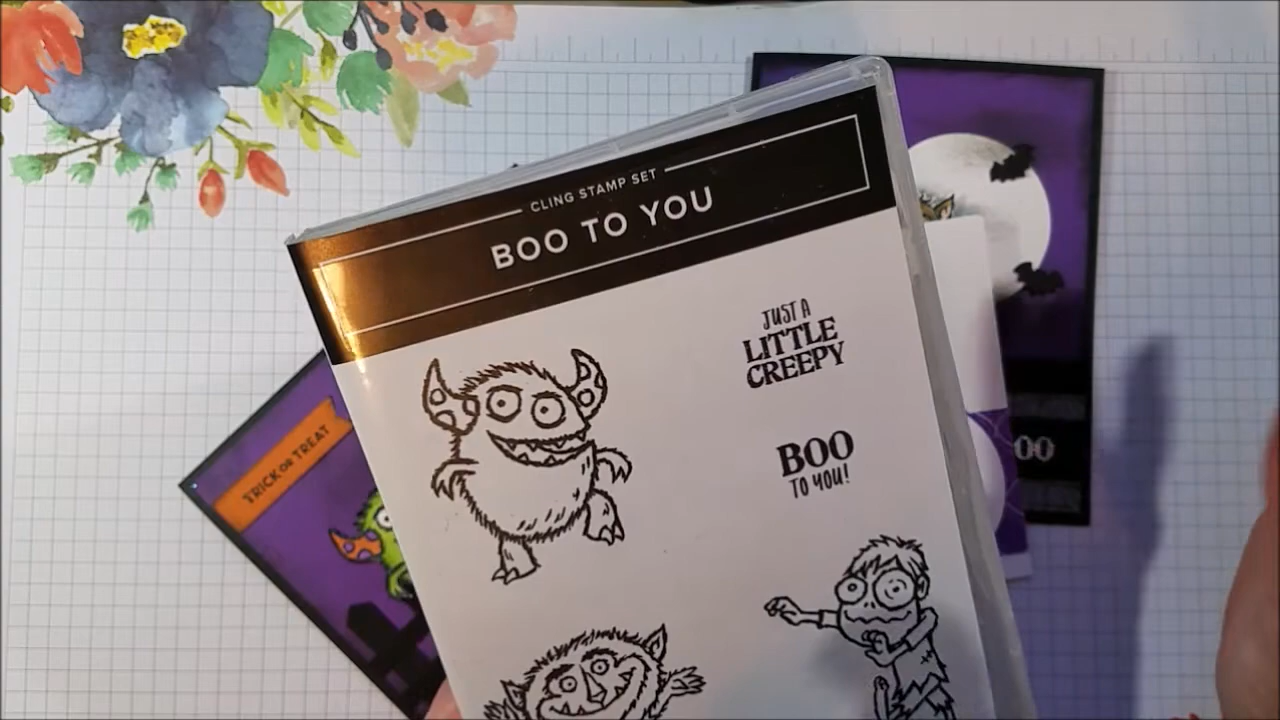 CLING STAMP SET
BOO TO YOU
JUST A
LITTLE
CREEPY
BOO
TO YOU!
TRICK OR TREAT